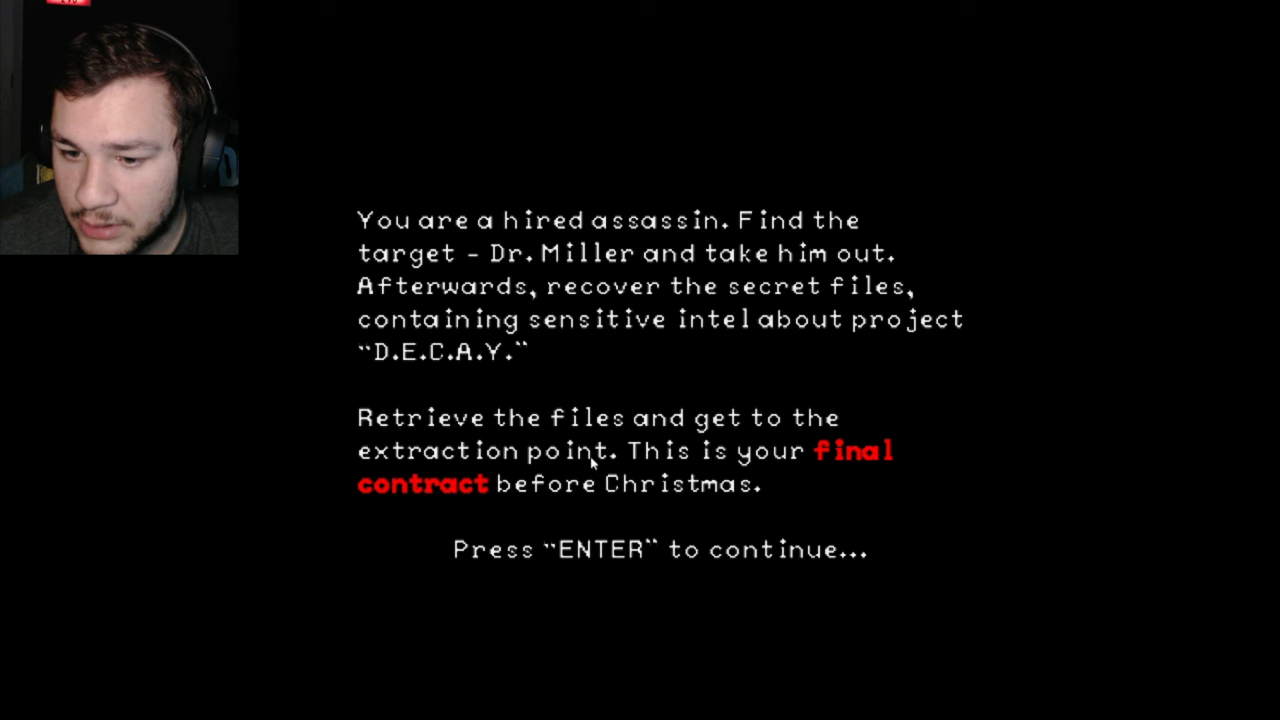 You are a hired assassin. Find the
target - Dr. Miller and take him out.
Afterwards, recover the secret files,
containing sensitive intel about project
"D.E.C.A.Y."
Retrieve the files and get to the
extraction point. This is your final
contract before Christmas.
Press "ENTER" to continue...